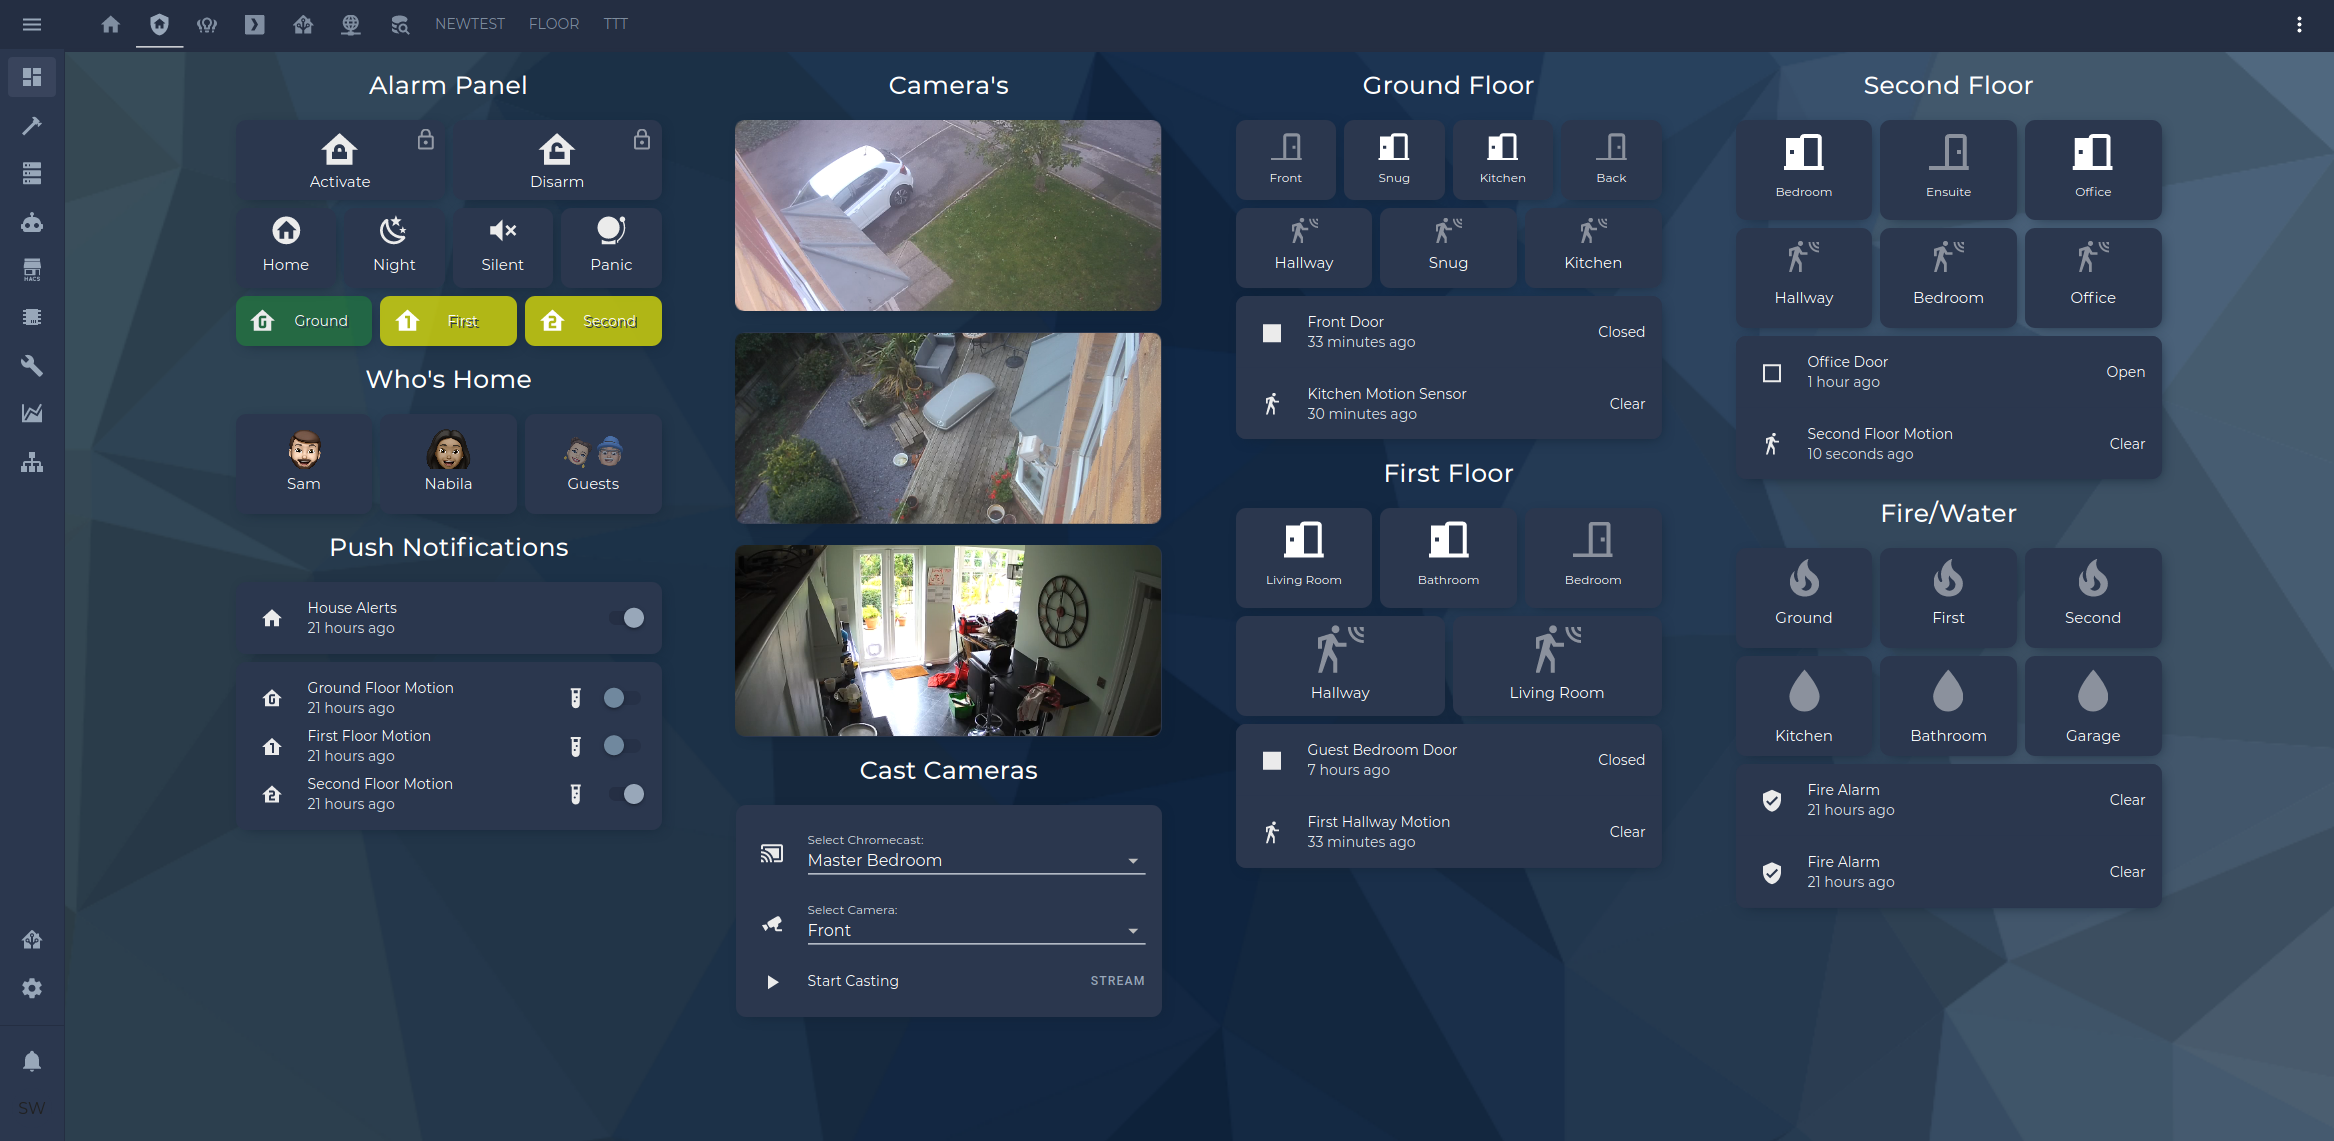 NEWTEST
FLOOR
TTT
HACS
SW
Alarm Panel
Activate
Disarm
Home
Night
Silent
Panic
G Ground
1 First
2 Second
Who's Home
Sam
Nabila
Guests
Push Notifications
House Alerts
21 hours ago
G Ground Floor Motion
21 hours ago
1 First Floor Motion
21 hours ago
2 Second Floor Motion
21 hours ago
Camera's
Cast Cameras
Select Chromecast:
Master Bedroom
Select Camera:
Front
Start Casting
STREAM
Ground Floor
Front
Snug
Kitchen
Back
Hallway
Snug
Kitchen
Front Door
33 minutes ago
Closed
Kitchen Motion Sensor
30 minutes ago
Clear
First Floor
Living Room
Bathroom
Bedroom
Hallway
Living Room
Guest Bedroom Door
7 hours ago
Closed
First Hallway Motion
33 minutes ago
Clear
Second Floor
Bedroom
Ensuite
Office
Hallway
Bedroom
Office
Office Door
1 hour ago
Open
Second Floor Motion
10 seconds ago
Clear
Fire/Water
Ground
First
Second
Kitchen
Bathroom
Garage
Fire Alarm
21 hours ago
Clear
Fire Alarm
21 hours ago
Clear